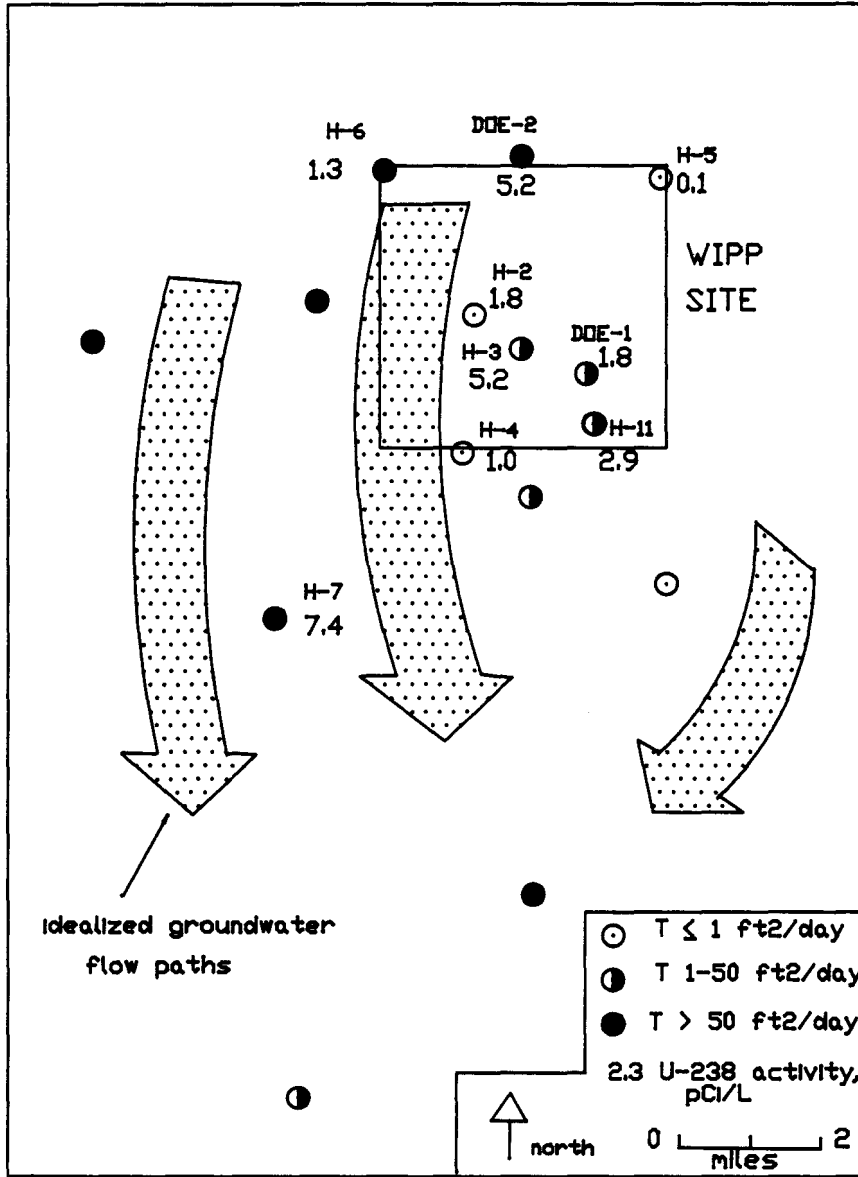 H-6
DOE-2
H-5
1.3
5.2
0.1
WIPP
SITE
H-2
1.8
DOE-1
1.8
H-3
5.2
H-4
1.0
H-11
2.9
H-7
7.4
idealized groundwater
flow paths
T ≤ 1 ft2/day
T 1-50 ft2/day
T > 50 ft2/day
2.3 U-238 activity,
pCi/L
north
0 2
miles